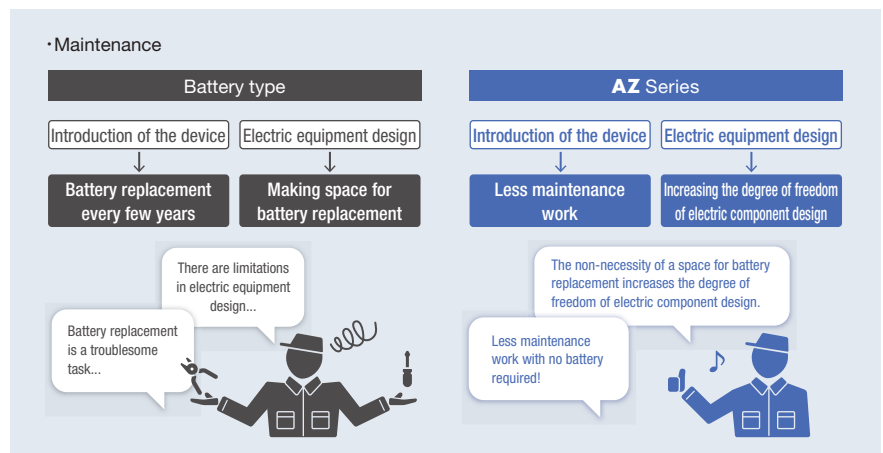 ・Maintenance
Battery type
Introduction of the device
Electric equipment design
Battery replacement
every few years
Making space for
battery replacement
There are limitations
in electric equipment
design...
Battery replacement
is a troublesome
task...
AZ Series
Introduction of the device
Electric equipment design
Less maintenance
work
Increasing the degree of freedom
of electric component design
The non-necessity of a space for battery
replacement increases the degree of
freedom of electric component design.
Less maintenance
work with no battery
required!